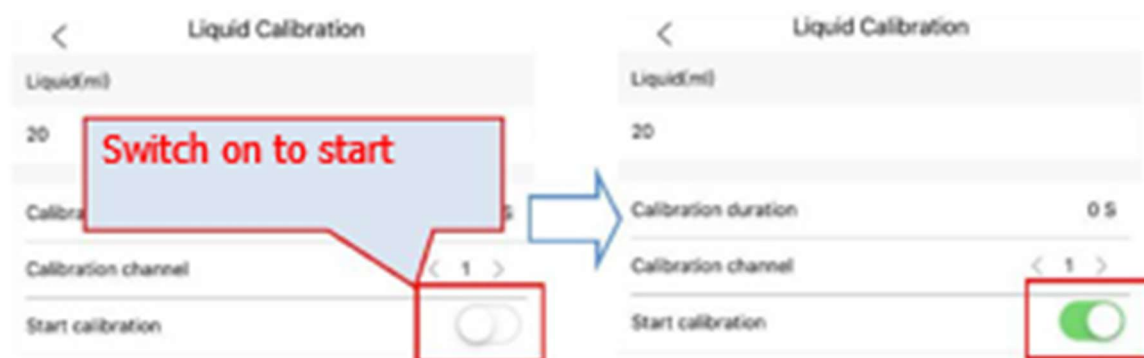 Liquid Calibration
Liquid(ml)
20
Switch on to start
Calibra
S
Calibration channel
< 1 >
Start calibration
Liquid Calibration
Liquid(ml)
20
Calibration duration
0 S
Calibration channel
< 1 >
Start calibration